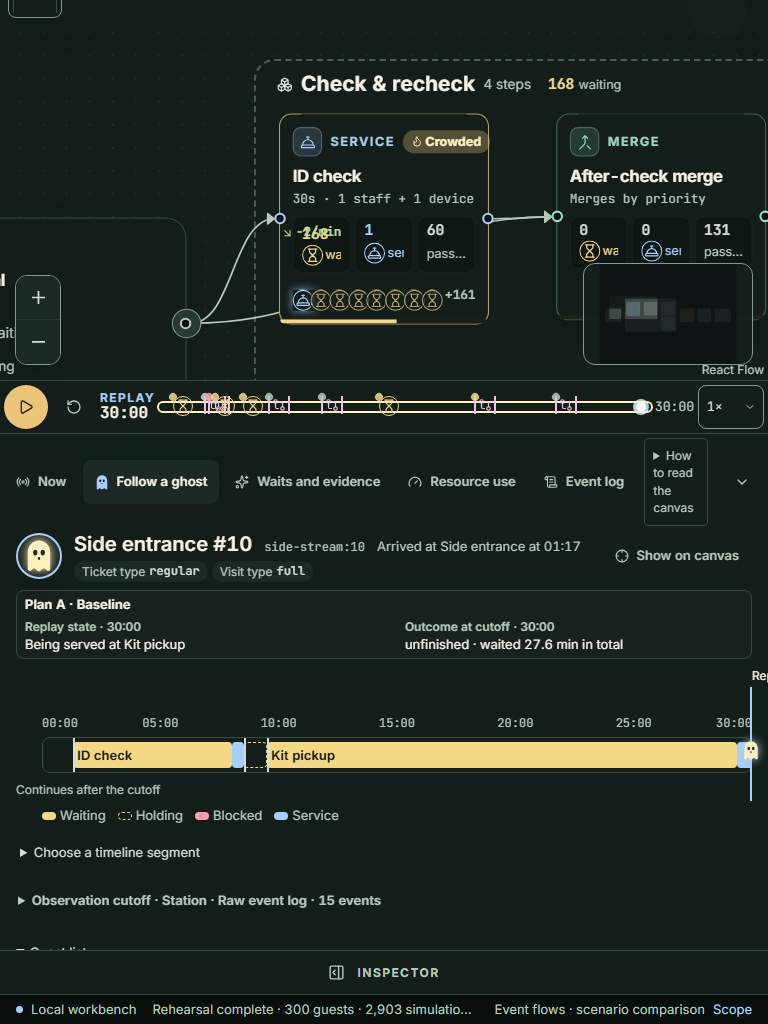 Check & recheck 4 steps 168 waiting
SERVICE Crowded
MERGE
ID check
After-check merge
30s · 1 staff + 1 device
Merges by priority
168 1 60
0 0 131
wa ser pass...
wa ser pass...
+161
React Flow
REPLAY
30:00
30:00 1×
Now Follow a ghost Waits and evidence Resource use Event log
How
to read
the
canvas
Side entrance #10 side-stream:10 Arrived at Side entrance at 01:17
Show on canvas
Ticket type regular Visit type full
Plan A · Baseline
Replay state · 30:00 Outcome at cutoff · 30:00
Being served at Kit pickup unfinished · waited 27.6 min in total
Rep
00:00 05:00 10:00 15:00 20:00 25:00 30:00
ID check Kit pickup
Continues after the cutoff
Waiting Holding Blocked Service
Choose a timeline segment
Observation cutoff · Station · Raw event log · 15 events
INSPECTOR
Local workbench Rehearsal complete · 300 guests · 2,903 simulatio... Event flows · scenario comparison Scope